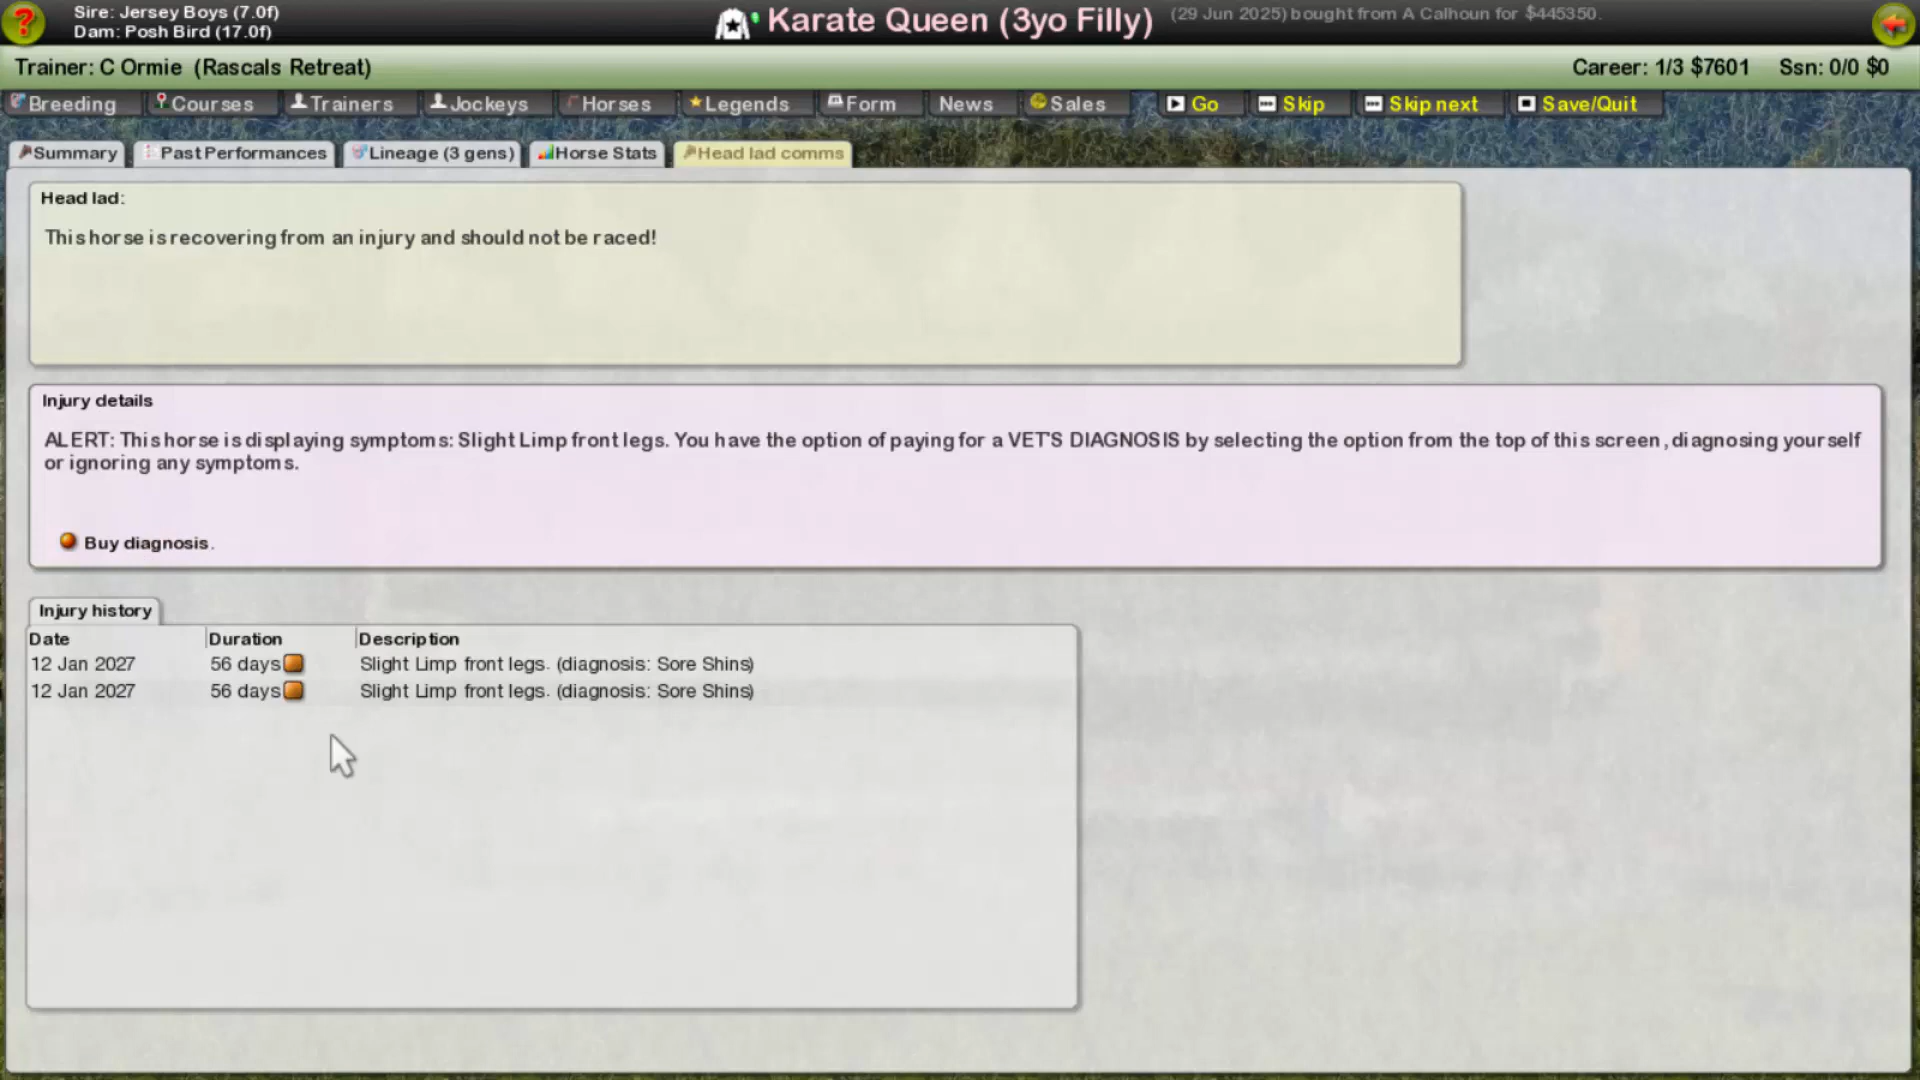 Sire: Jersey Boys (7.0f)
Dam: Posh Bird (17.0f)
Karate Queen (3yo Filly)
(29 Jun 2025) bought from A Calhoun for $445350.
Trainer: C Ormie (Rascals Retreat)
Career: 1/3 $7601 Ssn: 0/0 $0
Breeding Courses Trainers Jockeys Horses Legends Form News Sales Go Skip Skip next Save/Quit
Summary Past Performances Lineage (3 gens) Horse Stats Head lad comms
Head lad:
This horse is recovering from an injury and should not be raced!
Injury details
ALERT: This horse is displaying symptoms: Slight Limp front legs. You have the option of paying for a VET'S DIAGNOSIS by selecting the option from the top of this screen, diagnosing yourself
or ignoring any symptoms.
Buy diagnosis.
Injury history
Date Duration Description
12 Jan 2027 56 days Slight Limp front legs. (diagnosis: Sore Shins)
12 Jan 2027 56 days Slight Limp front legs. (diagnosis: Sore Shins)